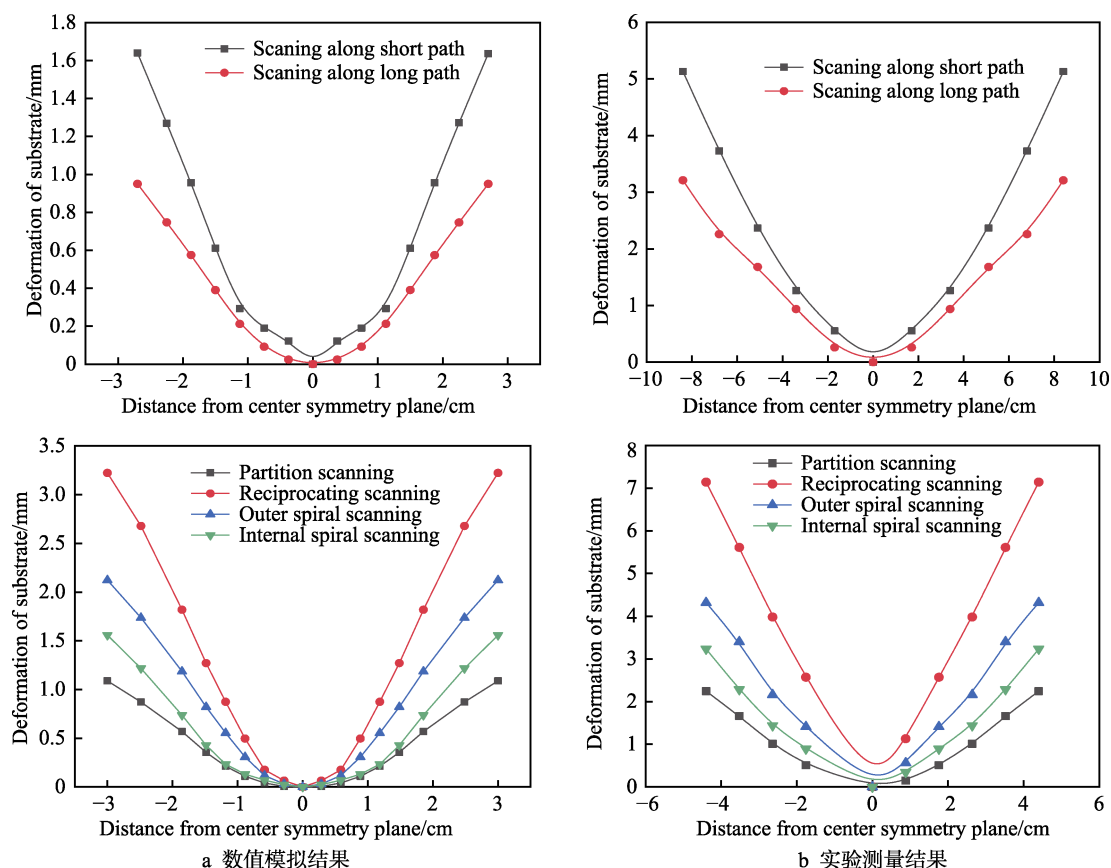 1.8
1.6
1.4
1.2
1.0
0.8
0.6
0.4
0.2
0
Deformation of substrate/mm
Scaning along short path
Scaning along long path
−3 −2 −1 0 1 2 3
Distance from center symmetry plane/cm
6
5
4
3
2
1
0
Deformation of substrate/mm
Scaning along short path
Scaning along long path
−10 −8 −6 −4 −2 0 2 4 6 8 10
Distance from center symmetry plane/cm
3.5
3.0
2.5
2.0
1.5
1.0
0.5
0
Deformation of substrate/mm
Partition scanning
Reciprocating scanning
Outer spiral scanning
Internal spiral scanning
−3 −2 −1 0 1 2 3
Distance from center symmetry plane/cm
a 数值模拟结果
8
7
6
5
4
3
2
1
0
Deformation of substrate/mm
Partition scanning
Reciprocating scanning
Outer spiral scanning
Internal spiral scanning
−6 −4 −2 0 2 4 6
Distance from center symmetry plane/cm
b 实验测量结果